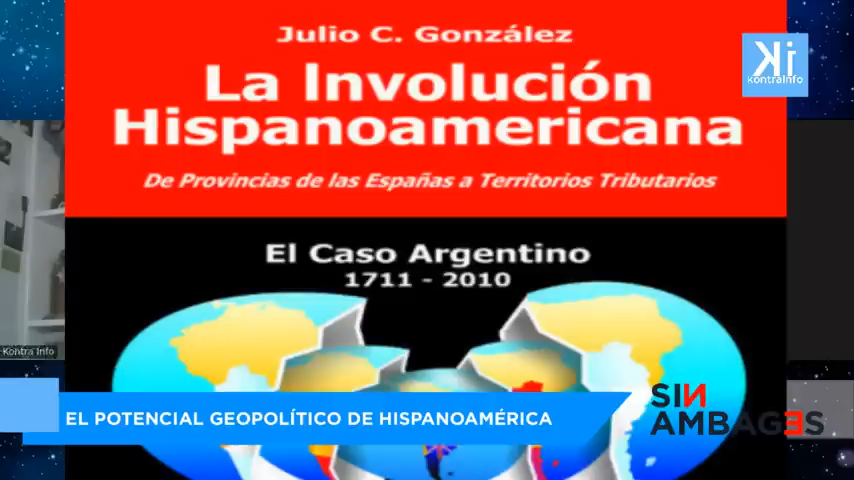 Julio C. González
La Involución
Hispanoamericana
De Provincias de las Españas a Territorios Tributarios
El Caso Argentino
1711 - 2010
Ki
kontrainfo
Kontra Info
EL POTENCIAL GEOPOLÍTICO DE HISPANOAMÉRICA
SIN
AMBAGES